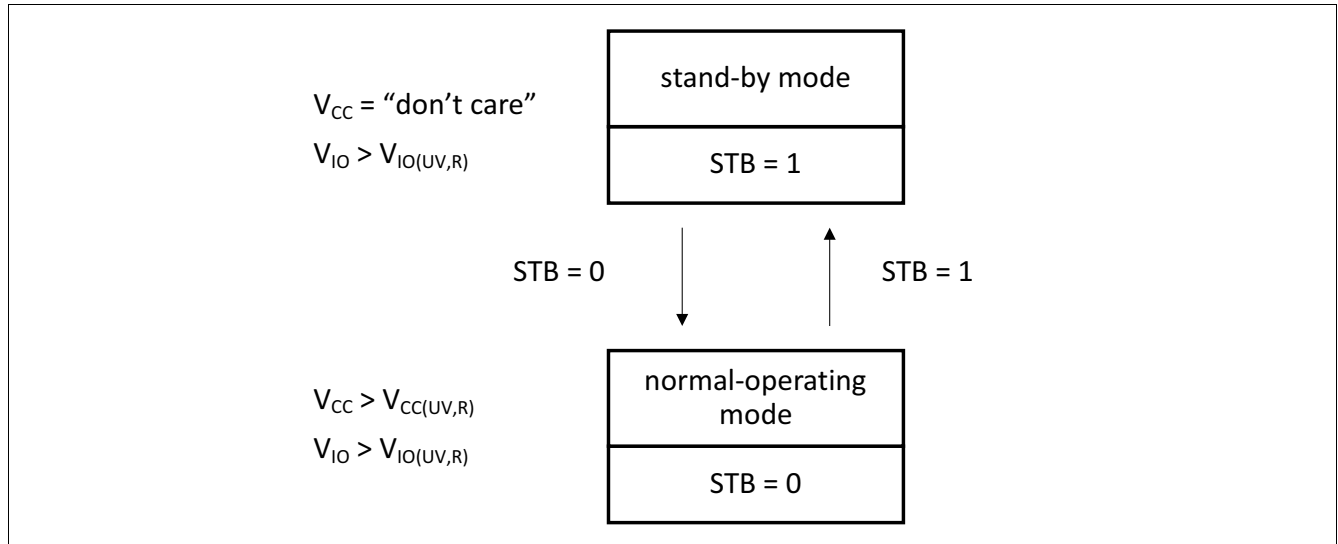 stand-by mode
V_CC = “don’t care”
V_IO > V_IO(UV,R)
STB = 1
STB = 0
STB = 1
normal-operating
mode
V_CC > V_CC(UV,R)
V_IO > V_IO(UV,R)
STB = 0